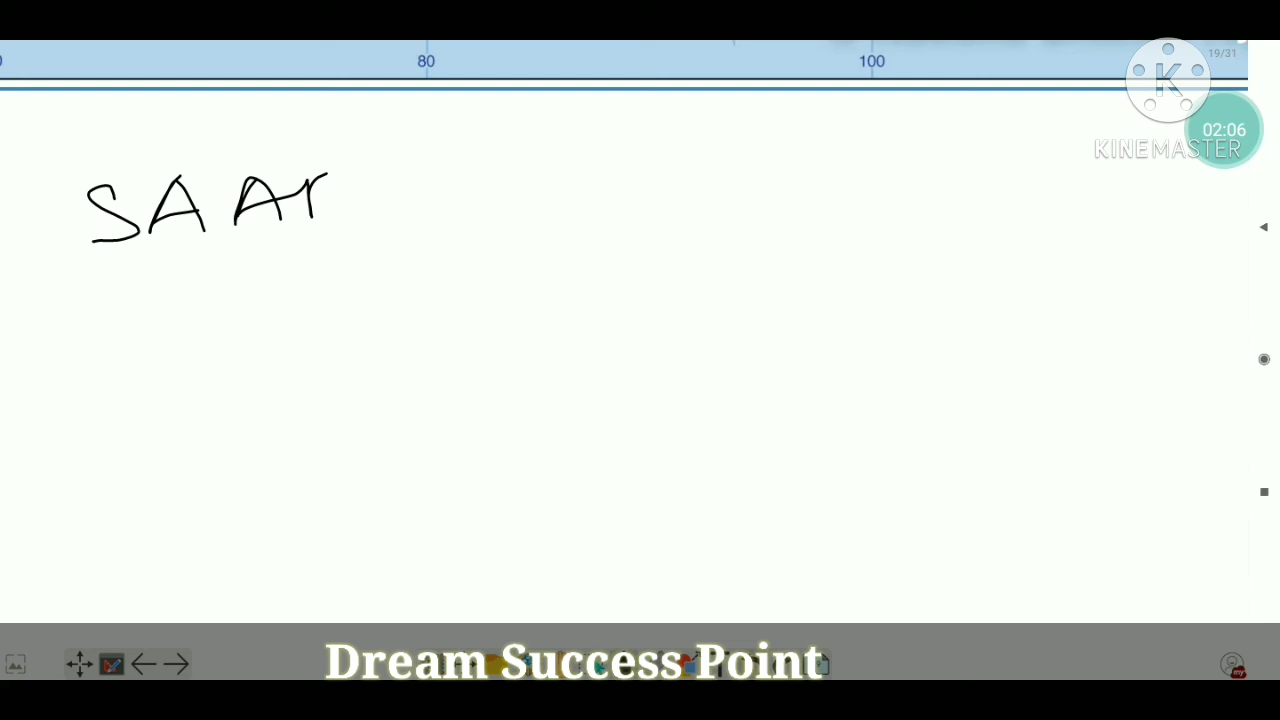 80 100 19/31
02:06
KINEMASTER
SAAr
Dream Success Point